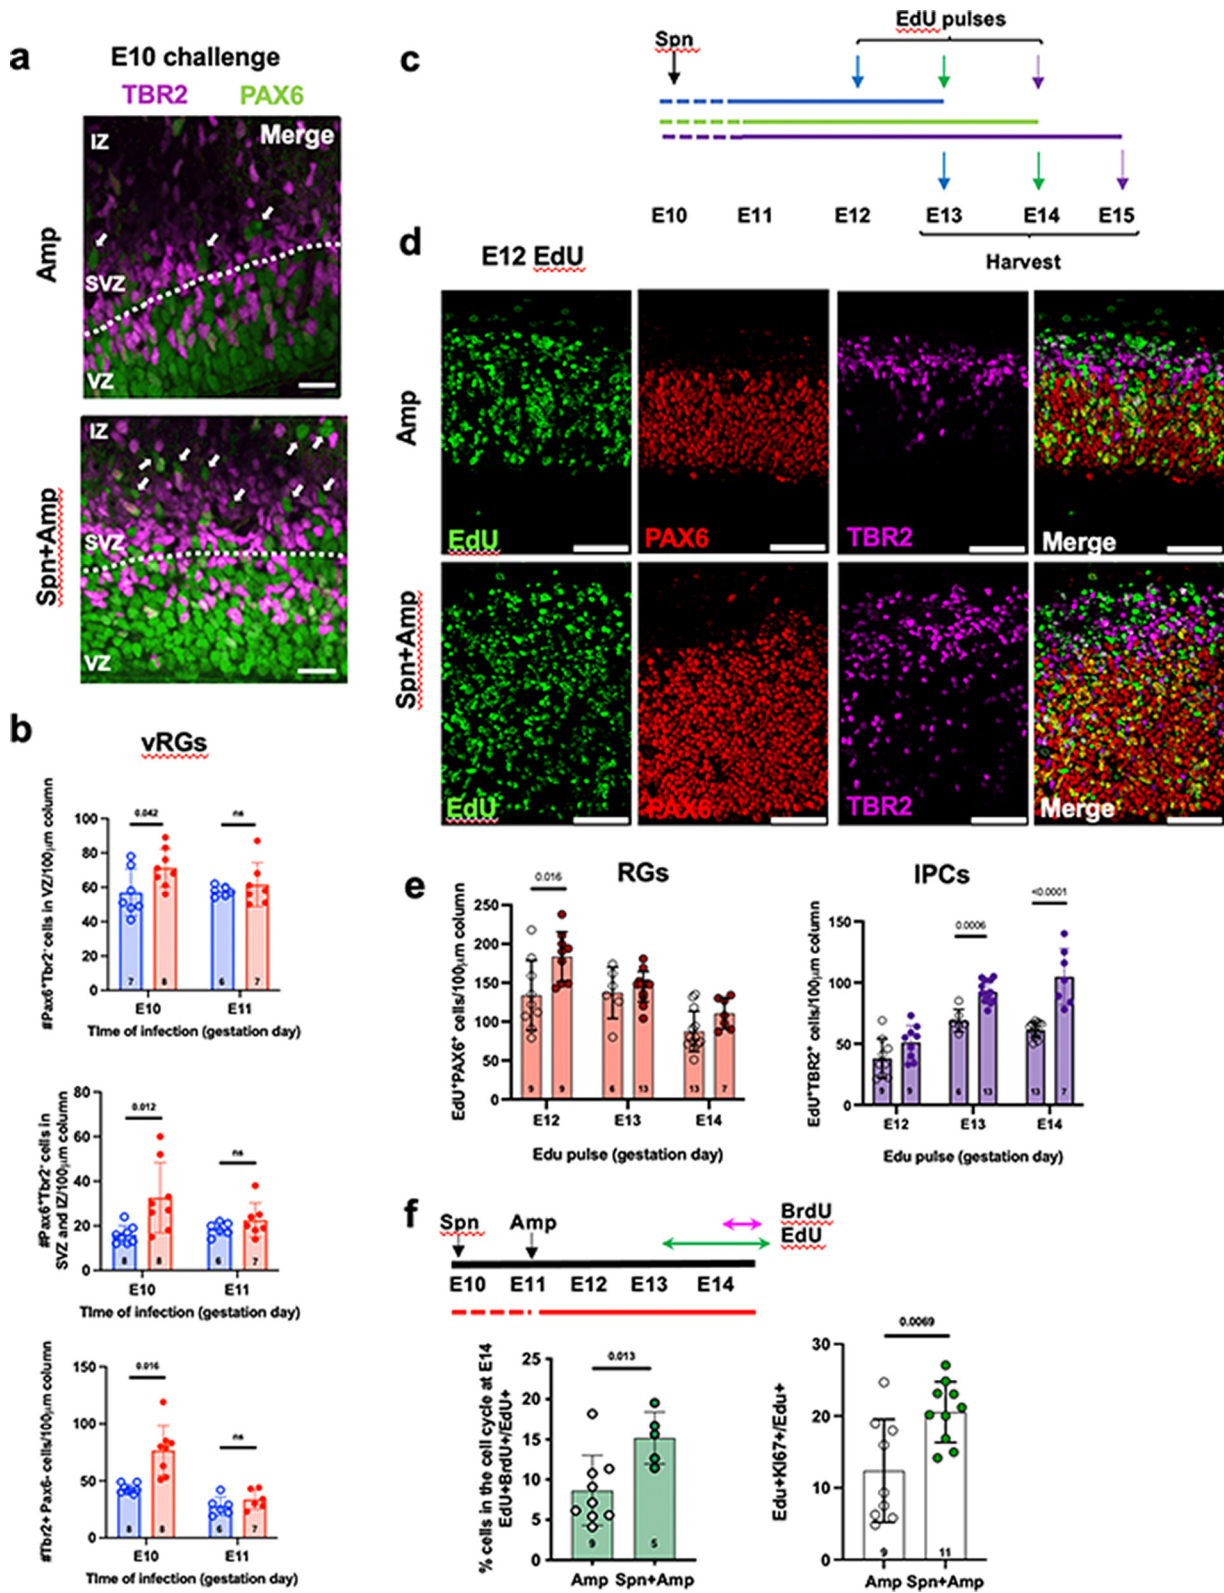 a
E10 challenge
TBR2 PAX6
Merge
IZ
SVZ
VZ
Amp
IZ
SVZ
VZ
Spn+Amp
b
vRGs
#Pax6+Tbr2- cells in VZ/100μm column
100
80
60
40
20
0
0.042
ns
7
8
6
7
E10
E11
TIme of infection (gestation day)
#Pax6+Tbr2- cells in
SVZ and IZ/100μm column
80
60
40
20
0
0.012
ns
8
8
6
7
E10
E11
TIme of infection (gestation day)
#Tbr2+ Pax6- cells/100μm column
150
100
50
0
0.016
ns
8
8
6
7
E10
E11
TIme of infection (gestation day)
c
Spn
EdU pulses
E10 E11 E12 E13 E14 E15
Harvest
d
E12 EdU
Amp
EdU
PAX6
TBR2
Merge
Spn+Amp
EdU
PAX6
TBR2
Merge
e
RGs
EdU+PAX6+ cells/100μm column
250
200
150
100
50
0
0.016
9
9
6
13
13
7
E12
E13
E14
Edu pulse (gestation day)
IPCs
EdU+TBR2+ cells/100μm column
150
100
50
0
0.0006
<0.0001
9
9
6
13
13
7
E12
E13
E14
Edu pulse (gestation day)
f
Spn
Amp
BrdU
EdU
E10 E11 E12 E13 E14
% cells in the cell cycle at E14
EdU+BrdU+/EdU+
25
20
15
10
5
0
0.013
9
5
Amp Spn+Amp
Edu+KI67+/Edu+
30
20
10
0
0.0069
9
11
Amp Spn+Amp